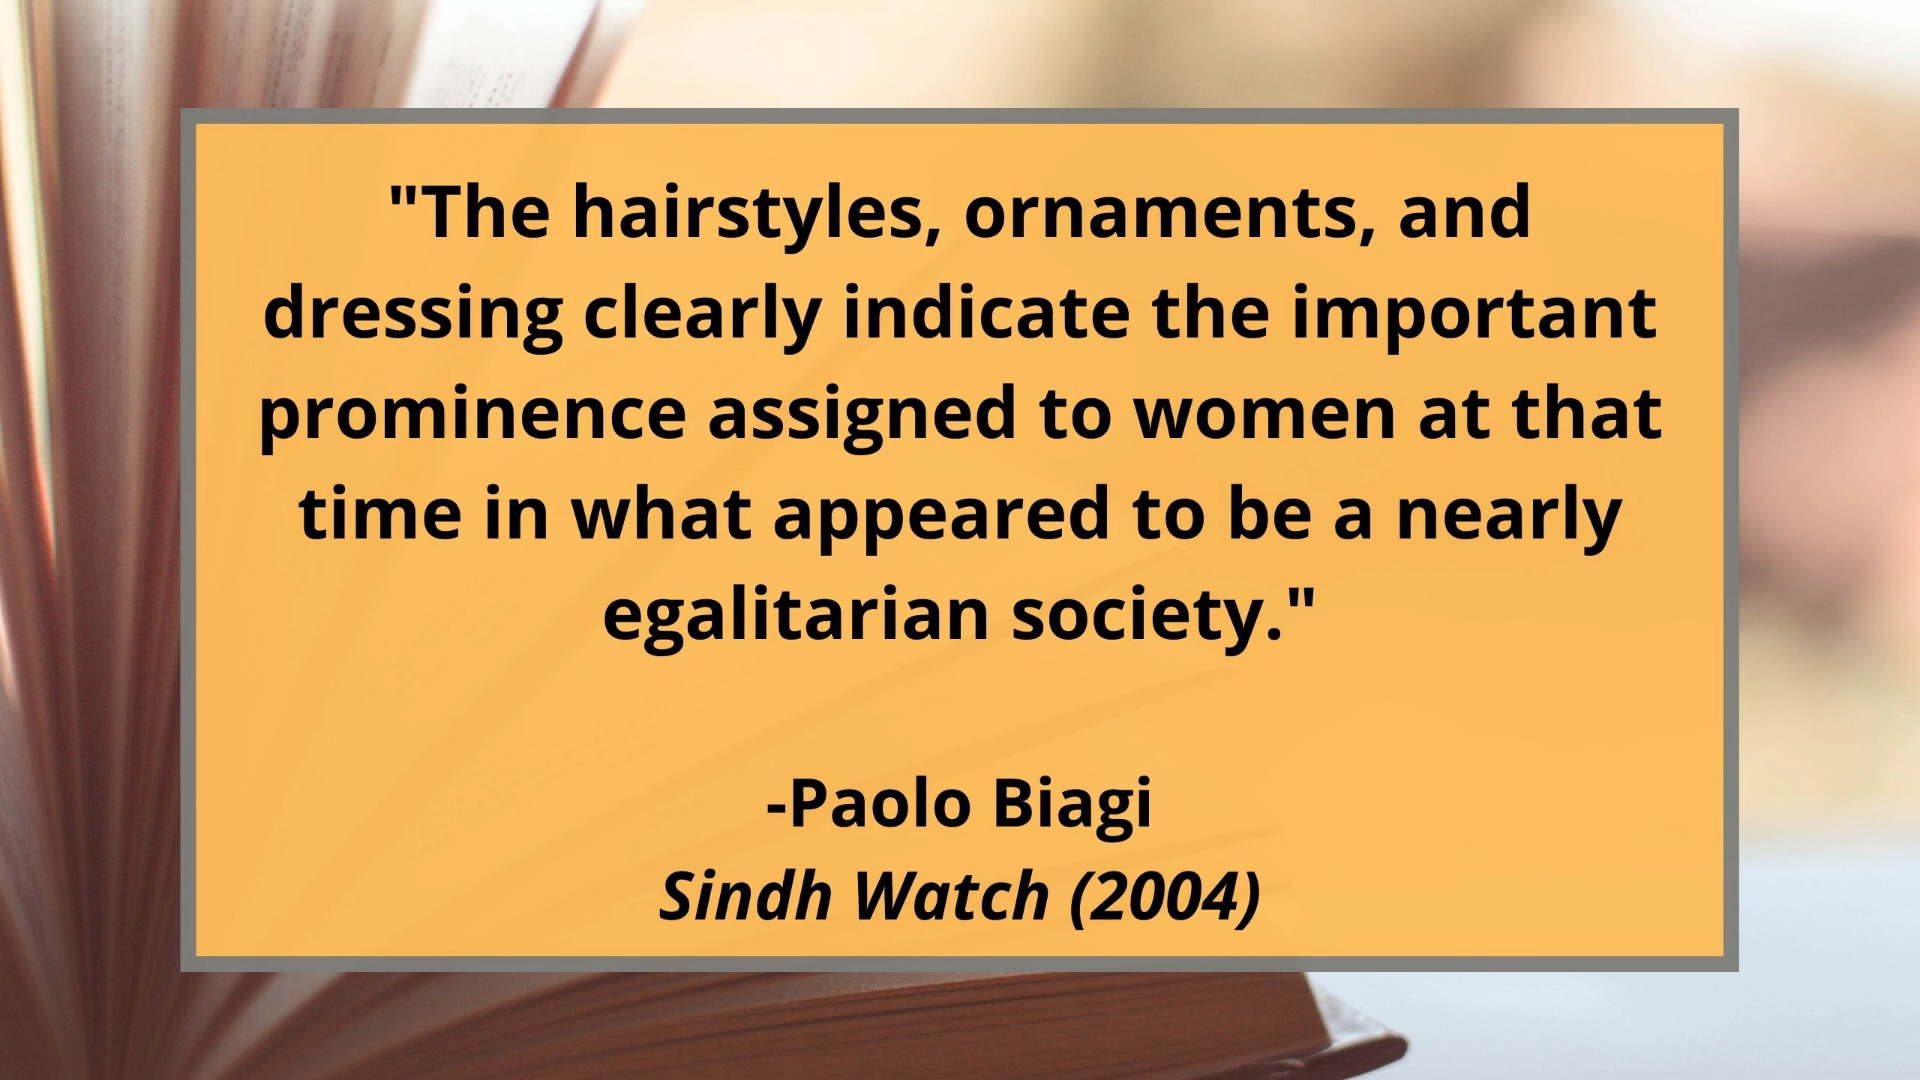 "The hairstyles, ornaments, and
dressing clearly indicate the important
prominence assigned to women at that
time in what appeared to be a nearly
egalitarian society."
-Paolo Biagi
Sindh Watch (2004)